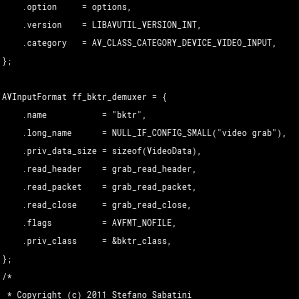 .option     = options,
    .version    = LIBAVUTIL_VERSION_INT,
    .category   = AV_CLASS_CATEGORY_DEVICE_VIDEO_INPUT,
};

AVInputFormat ff_bktr_demuxer = {
    .name           = "bktr",
    .long_name      = NULL_IF_CONFIG_SMALL("video grab"),
    .priv_data_size = sizeof(VideoData),
    .read_header    = grab_read_header,
    .read_packet    = grab_read_packet,
    .read_close     = grab_read_close,
    .flags          = AVFMT_NOFILE,
    .priv_class     = &bktr_class,
};
/*
 * Copyright (c) 2011 Stefano Sabatini